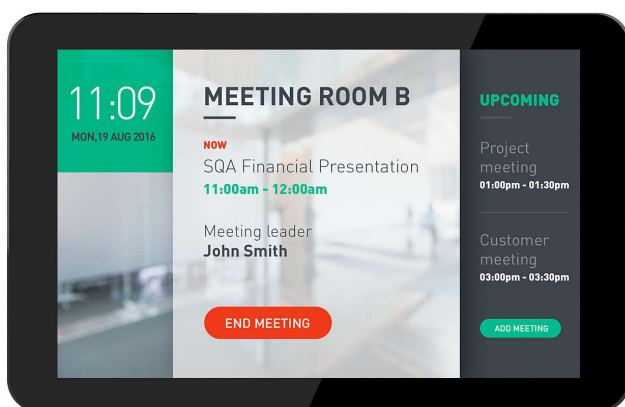 11:09
MON,19 AUG 2016
MEETING ROOM B
NOW
SQA Financial Presentation
11:00am - 12:00am
Meeting leader
John Smith
END MEETING
UPCOMING
Project
meeting
01:00pm - 01:30pm
Customer
meeting
03:00pm - 03:30pm
ADD MEETING